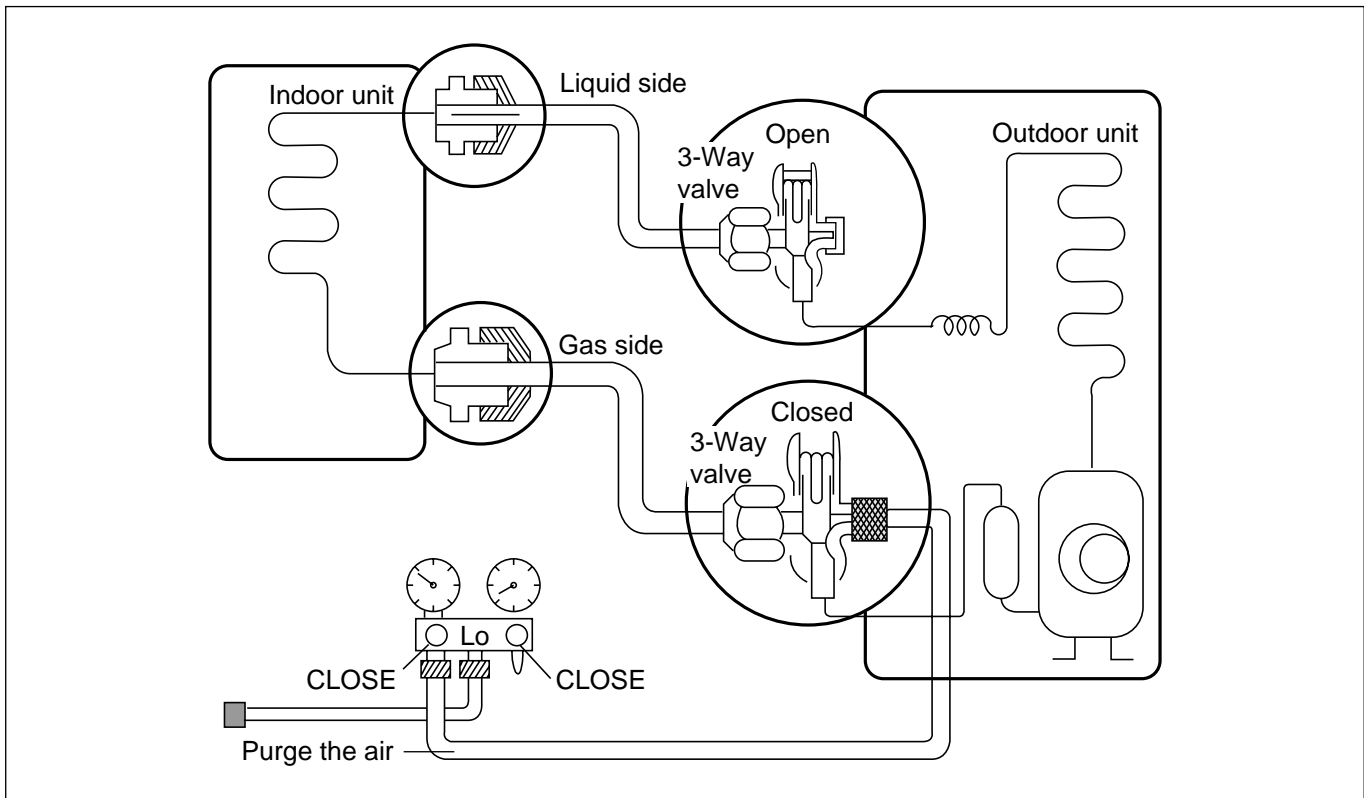 Indoor unit
Liquid side
Open
3-Way
valve
Outdoor unit
Gas side
Closed
3-Way
valve
Lo
CLOSE
CLOSE
Purge the air